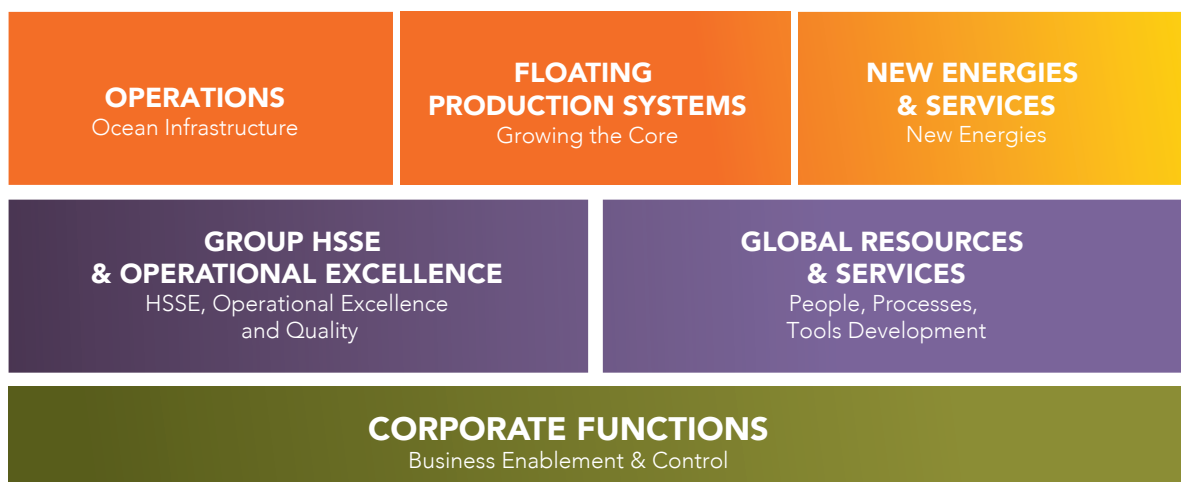 OPERATIONS
Ocean Infrastructure
FLOATING
PRODUCTION SYSTEMS
Growing the Core
NEW ENERGIES
& SERVICES
New Energies
GROUP HSSE
& OPERATIONAL EXCELLENCE
HSSE, Operational Excellence
and Quality
GLOBAL RESOURCES
& SERVICES
People, Processes,
Tools Development
CORPORATE FUNCTIONS
Business Enablement & Control